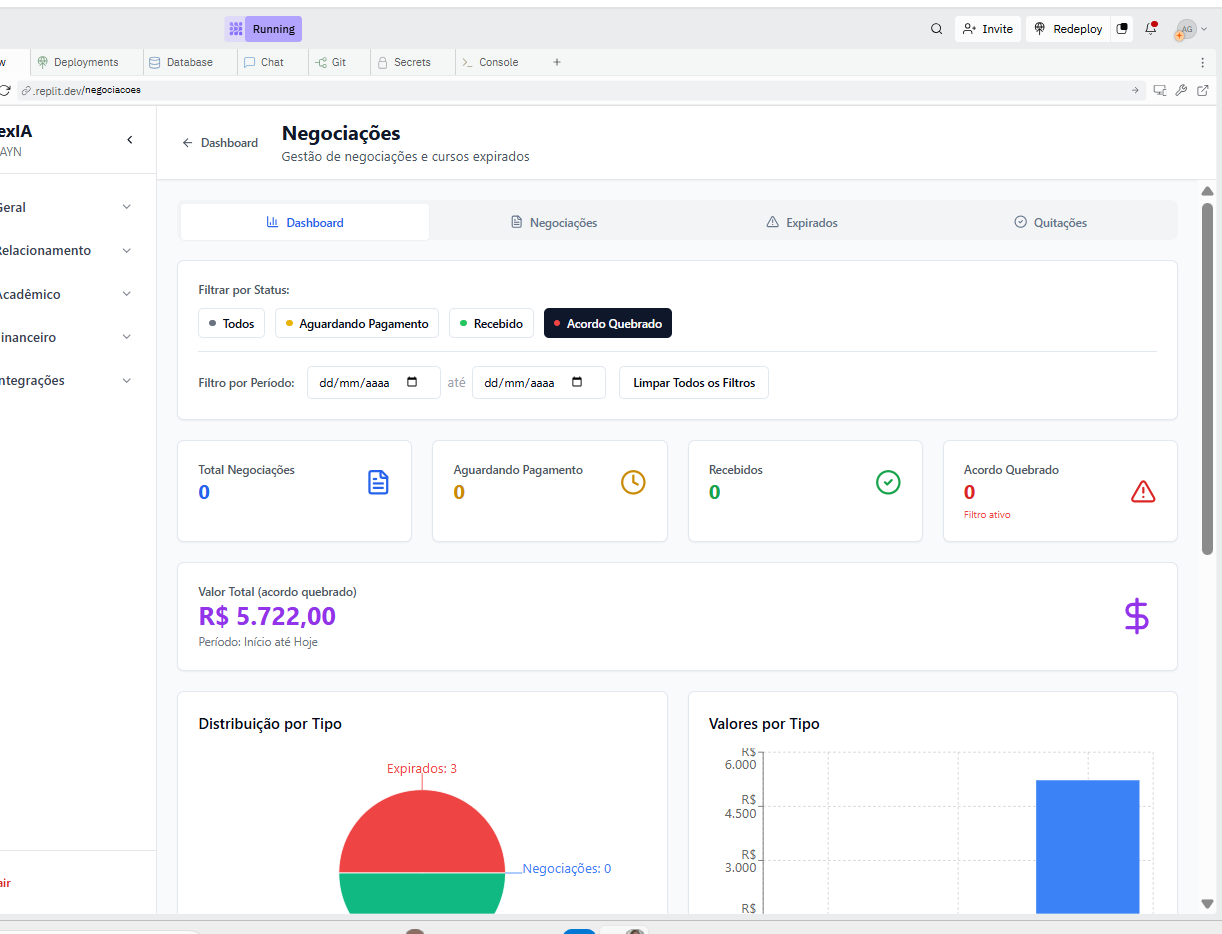 Running
Invite
Redeploy
AG
w
Deployments
Database
Chat
Git
Secrets
Console
.replit.dev/negociacoes
exIA
AYN
Dashboard
Negociações
Gestão de negociações e cursos expirados
Geral
Relacionamento
Acadêmico
inanceiro
ntegrações
air
Dashboard
Negociações
Expirados
Quitações
Filtrar por Status:
Todos
Aguardando Pagamento
Recebido
Acordo Quebrado
Filtro por Período:
dd/mm/aaaa
até
dd/mm/aaaa
Limpar Todos os Filtros
Total Negociações
0
Aguardando Pagamento
0
Recebidos
0
Acordo Quebrado
0
Filtro ativo
Valor Total (acordo quebrado)
R$ 5.722,00
Período: Início até Hoje
Distribuição por Tipo
Expirados: 3
Negociações: 0
Valores por Tipo
R$
6.000
R$
4.500
R$
3.000
R$